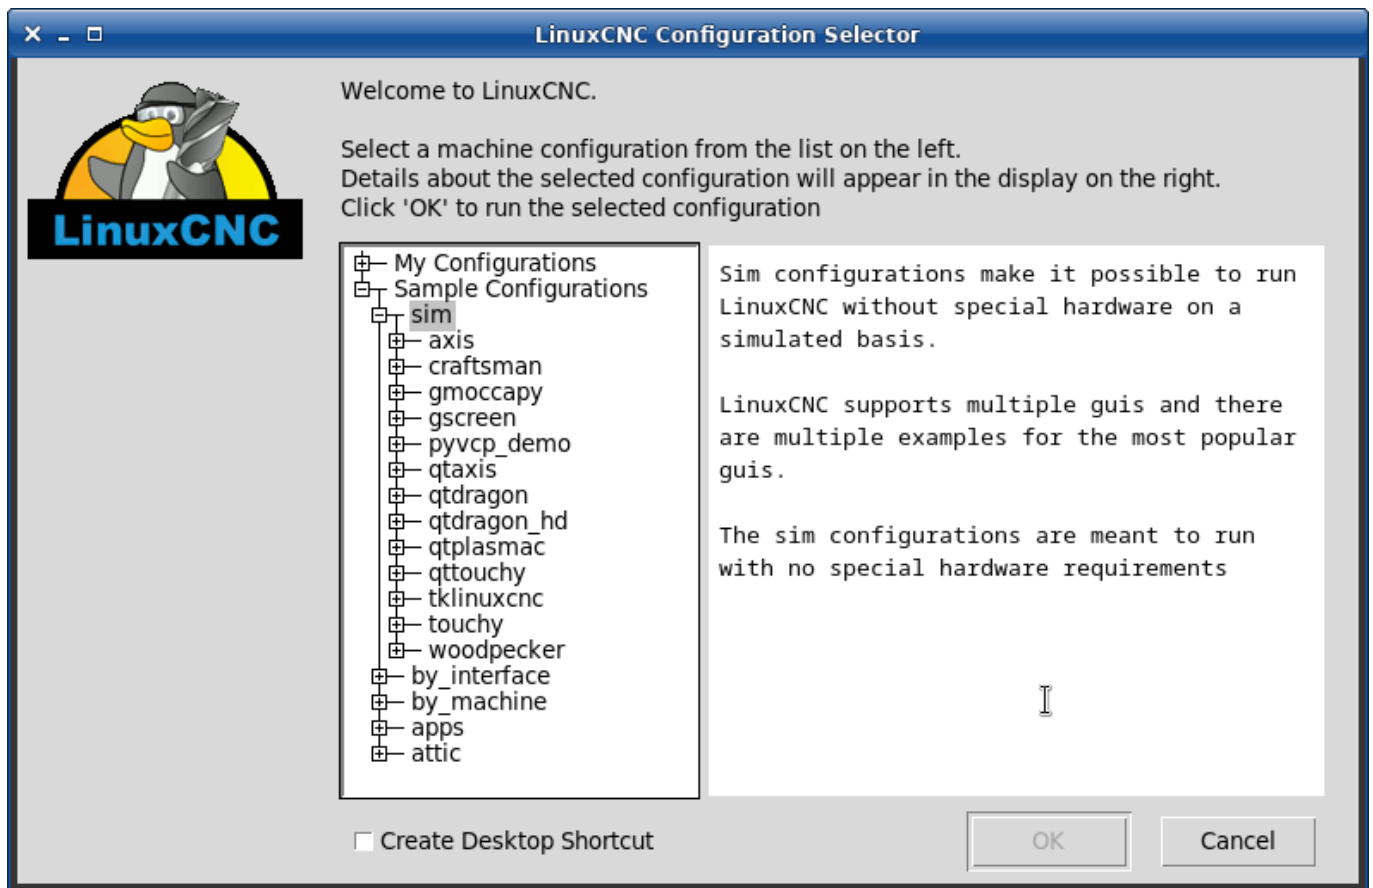 LinuxCNC Configuration Selector
LinuxCNC
Welcome to LinuxCNC.
Select a machine configuration from the list on the left.
Details about the selected configuration will appear in the display on the right.
Click 'OK' to run the selected configuration
My Configurations
Sample Configurations
sim
axis
craftsman
gmoccapy
gscreen
pyvcp_demo
qtaxis
qtdragon
qtdragon_hd
qtplasmac
qttouchy
tklinuxcnc
touchy
woodpecker
by_interface
by_machine
apps
attic
Sim configurations make it possible to run
LinuxCNC without special hardware on a
simulated basis.
LinuxCNC supports multiple guis and there
are multiple examples for the most popular
guis.
The sim configurations are meant to run
with no special hardware requirements
Create Desktop Shortcut
OK
Cancel